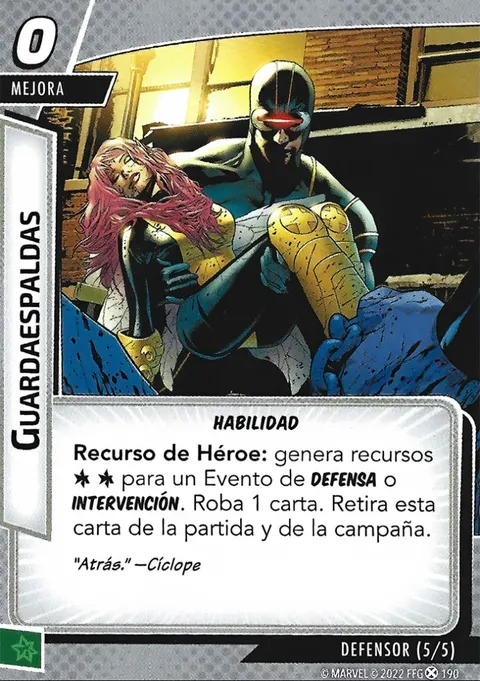 0
MEJORA
GUARDAESPALDAS
HABILIDAD
Recurso de Héroe: genera recursos
para un Evento de DEFENSA o
INTERVENCIÓN. Roba 1 carta. Retira esta
carta de la partida y de la campaña.
"Atrás." —Cíclope
DEFENSOR (5/5)
© MARVEL © 2022 FFG 190